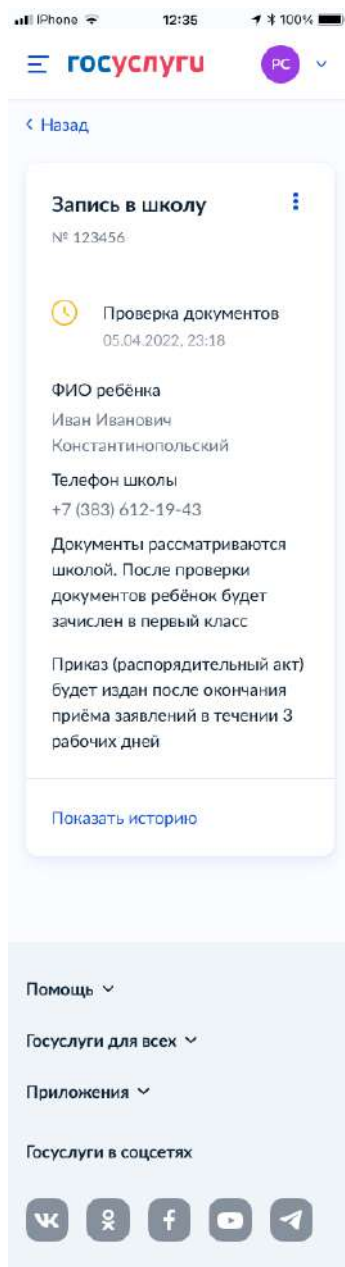 iPhone 12:35 100%
госуслуги РС
Назад
Запись в школу
№ 123456
Проверка документов
05.04.2022, 23:18
ФИО ребёнка
Иван Иванович
Константинопольский
Телефон школы
+7 (383) 612-19-43
Документы рассматриваются
школой. После проверки
документов ребёнок будет
зачислен в первый класс
Приказ (распорядительный акт)
будет издан после окончания
приёма заявлений в течении 3
рабочих дней
Показать историю
Помощь
Госуслуги для всех
Приложения
Госуслуги в соцсетях